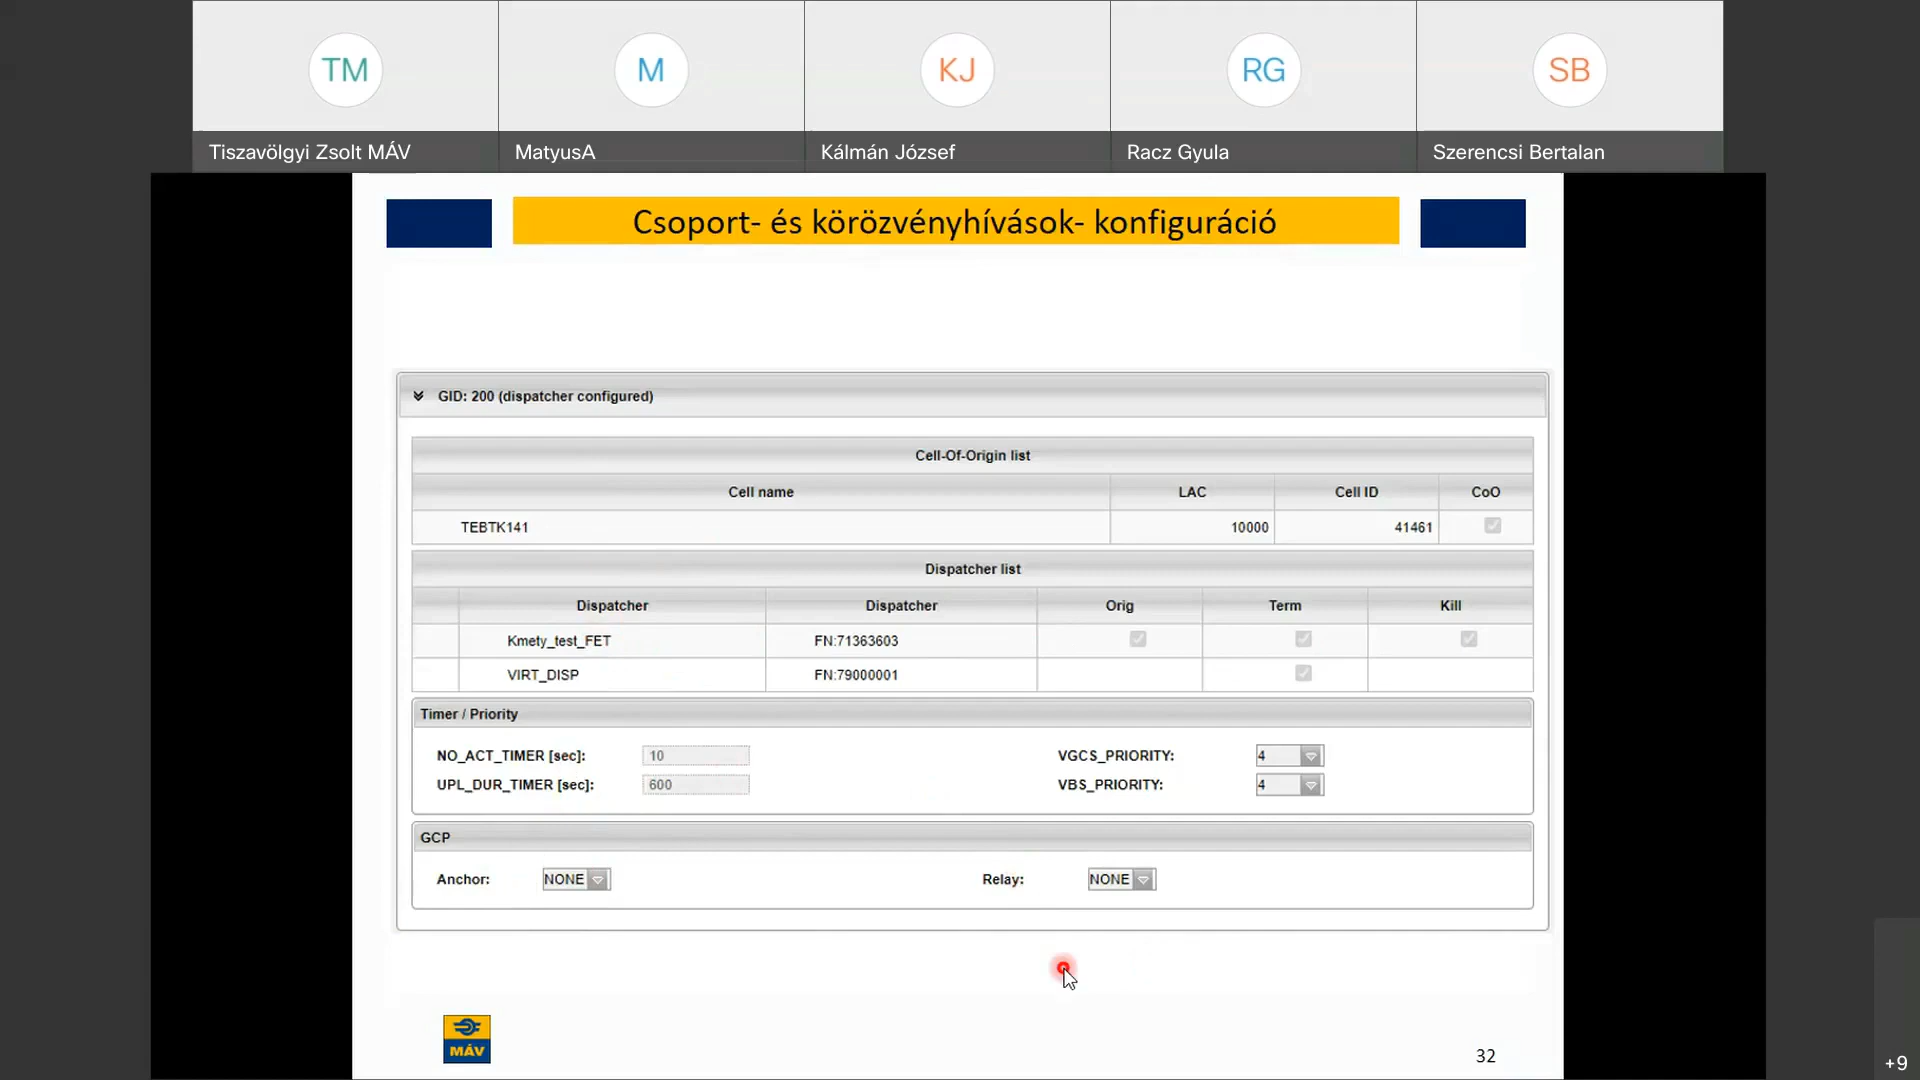 TM
M
KJ
RG
SB
Tiszavölgyi Zsolt MÁV
MatyusA
Kálmán József
Racz Gyula
Szerencsi Bertalan
Csoport- és körözvényhívások- konfiguráció
GID: 200 (dispatcher configured)
Cell-Of-Origin list
Cell name LAC Cell ID CoO
TEBTK141 10000 41461
Dispatcher list
Dispatcher Dispatcher Orig Term Kill
Kmety_test_FET FN:71363603
VIRT_DISP FN:79000001
Timer / Priority
NO_ACT_TIMER [sec]: 10 VGCS_PRIORITY: 4
UPL_DUR_TIMER [sec]: 600 VBS_PRIORITY: 4
GCP
Anchor: NONE Relay: NONE
MÁV
32
+9